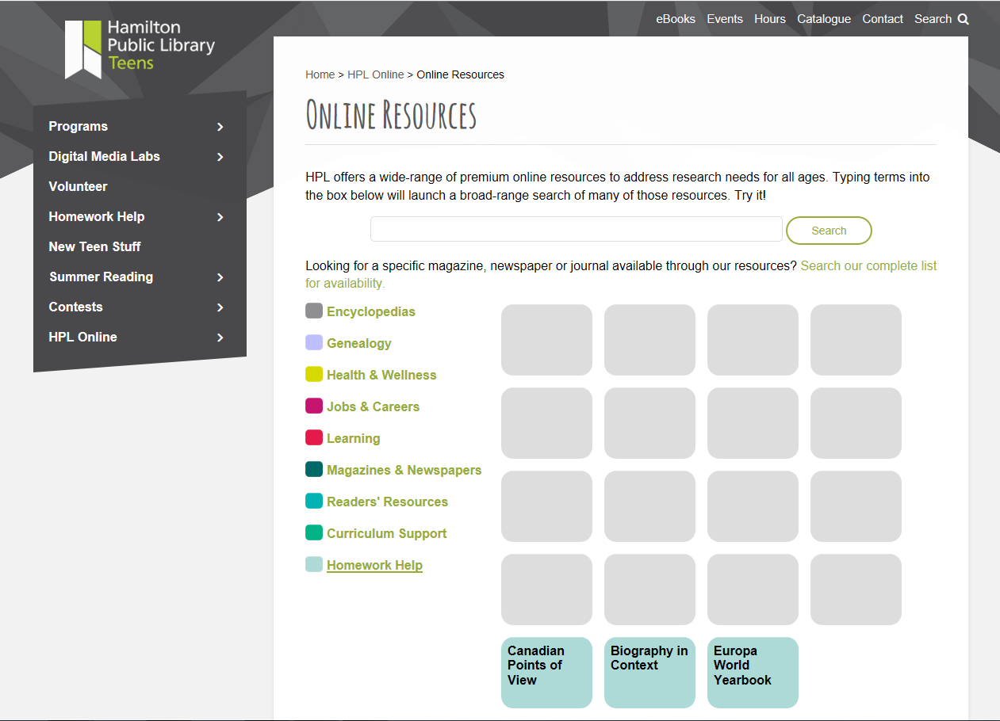 Hamilton
Public Library
Teens
eBooks Events Hours Catalogue Contact Search
Programs
Digital Media Labs
Volunteer
Homework Help
New Teen Stuff
Summer Reading
Contests
HPL Online
Home > HPL Online > Online Resources
Online Resources
HPL offers a wide-range of premium online resources to address research needs for all ages. Typing terms into
the box below will launch a broad-range search of many of those resources. Try it!
Search
Looking for a specific magazine, newspaper or journal available through our resources? Search our complete list
for availability.
Encyclopedias
Genealogy
Health & Wellness
Jobs & Careers
Learning
Magazines & Newspapers
Readers' Resources
Curriculum Support
Homework Help
Canadian
Points of
View
Biography in
Context
Europa
World
Yearbook